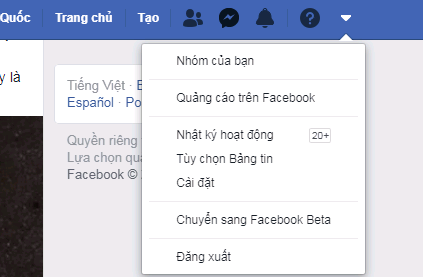 Quốc Trang chủ Tạo
là
Tiếng Việt ·
Español · Po
Quyền riêng
Lựa chọn qu
Facebook ©
Nhóm của bạn
Quảng cáo trên Facebook
Nhật ký hoạt động 20+
Tùy chọn Bảng tin
Cài đặt
Chuyển sang Facebook Beta
Đăng xuất